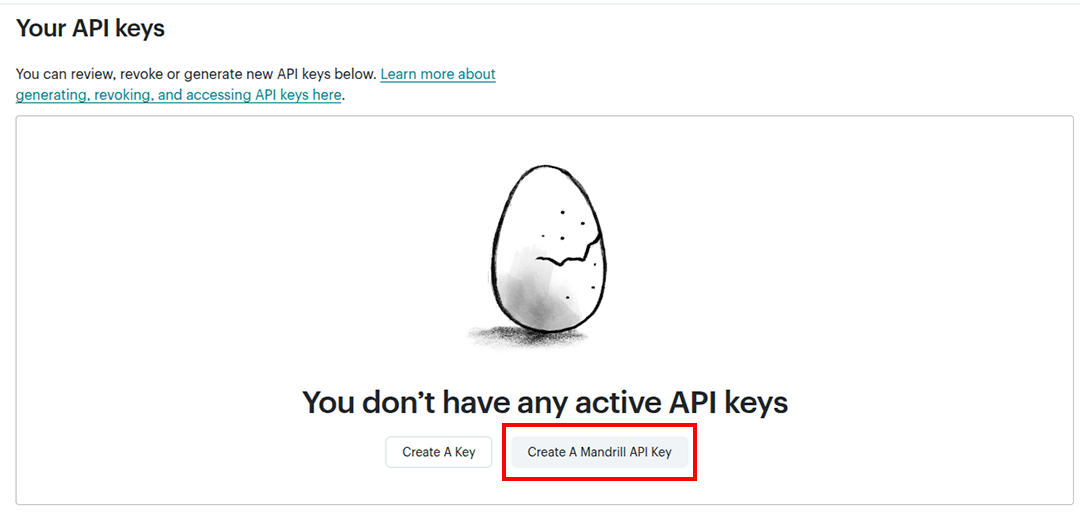 Your API keys
You can review, revoke or generate new API keys below. Learn more about
generating, revoking, and accessing API keys here.
You don’t have any active API keys
Create A Key
Create A Mandrill API Key